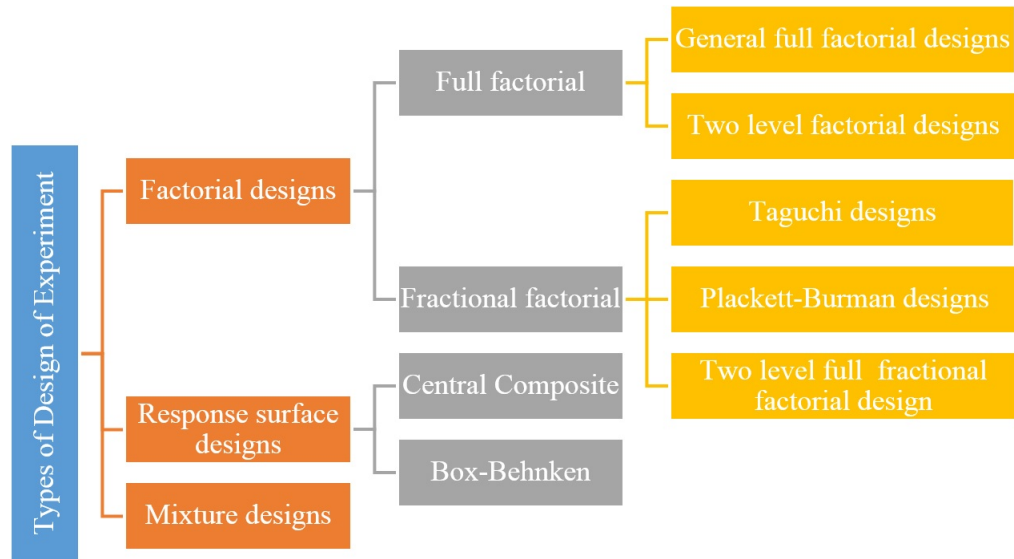 Types of Design of Experiment
Factorial designs
Full factorial
General full factorial designs
Two level factorial designs
Fractional factorial
Taguchi designs
Plackett-Burman designs
Two level full fractional
factorial design
Response surface
designs
Central Composite
Box-Behnken
Mixture designs